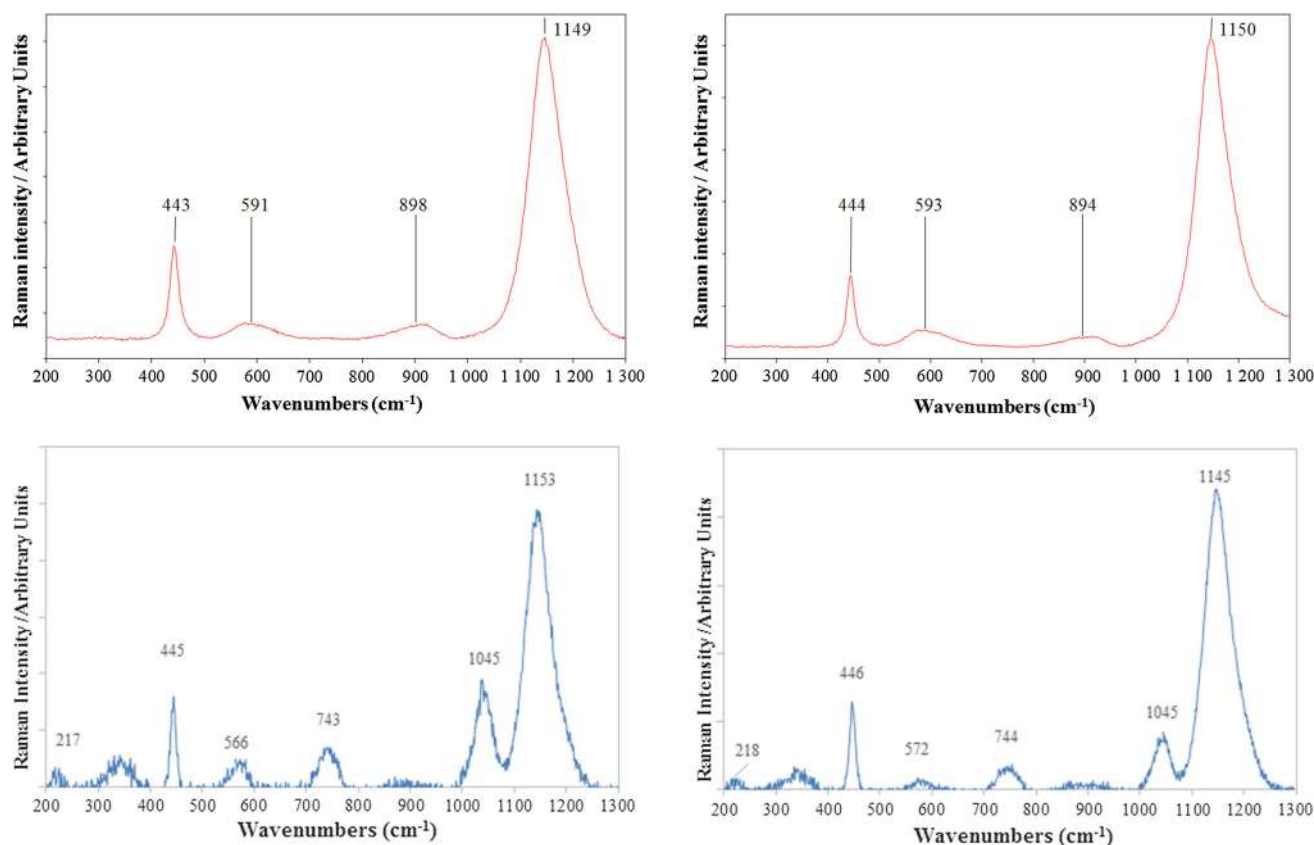 1149
443
591
898
Raman intensity / Arbitrary Units
200 300 400 500 600 700 800 900 1 000 1 100 1 200 1 300
Wavenumbers (cm-1)
1150
444
593
894
Raman intensity / Arbitrary Units
200 300 400 500 600 700 800 900 1 000 1 100 1 200 1 300
Wavenumbers (cm-1)
1153
445
1045
743
217
566
Raman Intensity /Arbitrary Units
200 300 400 500 600 700 800 900 1000 1100 1200 1300
Wavenumbers (cm-1)
1145
446
1045
744
218
572
Raman Intensity /Arbitrary Units
200 300 400 500 600 700 800 900 1000 1100 1200 1300
Wavenumbers (cm-1)